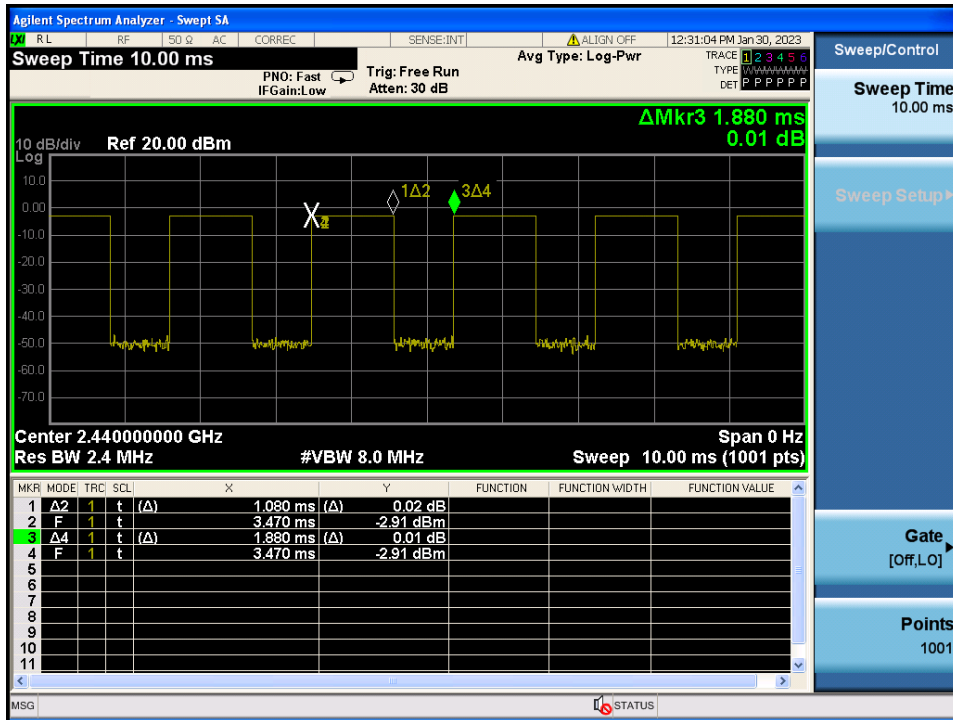 Agilent Spectrum Analyzer - Swept SA
LXI RL RF 50 Ω AC CORREC SENSE:INT ALIGN OFF 12:31:04 PM Jan 30, 2023
Sweep Time 10.00 ms
PNO: Fast
IFGain:Low
Trig: Free Run
Atten: 30 dB
Avg Type: Log-Pwr
TRACE 1 2 3 4 5 6
TYPE WWWWWW
DET P P P P P P
ΔMkr3 1.880 ms
0.01 dB
10 dB/div Ref 20.00 dBm
Log
10.0
0.00
-10.0
-20.0
-30.0
-40.0
-50.0
-60.0
-70.0
X
1Δ2
3Δ4
Center 2.440000000 GHz Span 0 Hz
Res BW 2.4 MHz #VBW 8.0 MHz Sweep 10.00 ms (1001 pts)
MKR MODE TRC SCL X Y FUNCTION FUNCTION WIDTH FUNCTION VALUE
1 Δ2 1 t (Δ) 1.080 ms (Δ) 0.02 dB
2 F 1 t 3.470 ms -2.91 dBm
3 Δ4 1 t (Δ) 1.880 ms (Δ) 0.01 dB
4 F 1 t 3.470 ms -2.91 dBm
5
6
7
8
9
10
11
MSG STATUS
Sweep/Control
Sweep Time
10.00 ms
Sweep Setup
Gate
[Off,LO]
Points
1001